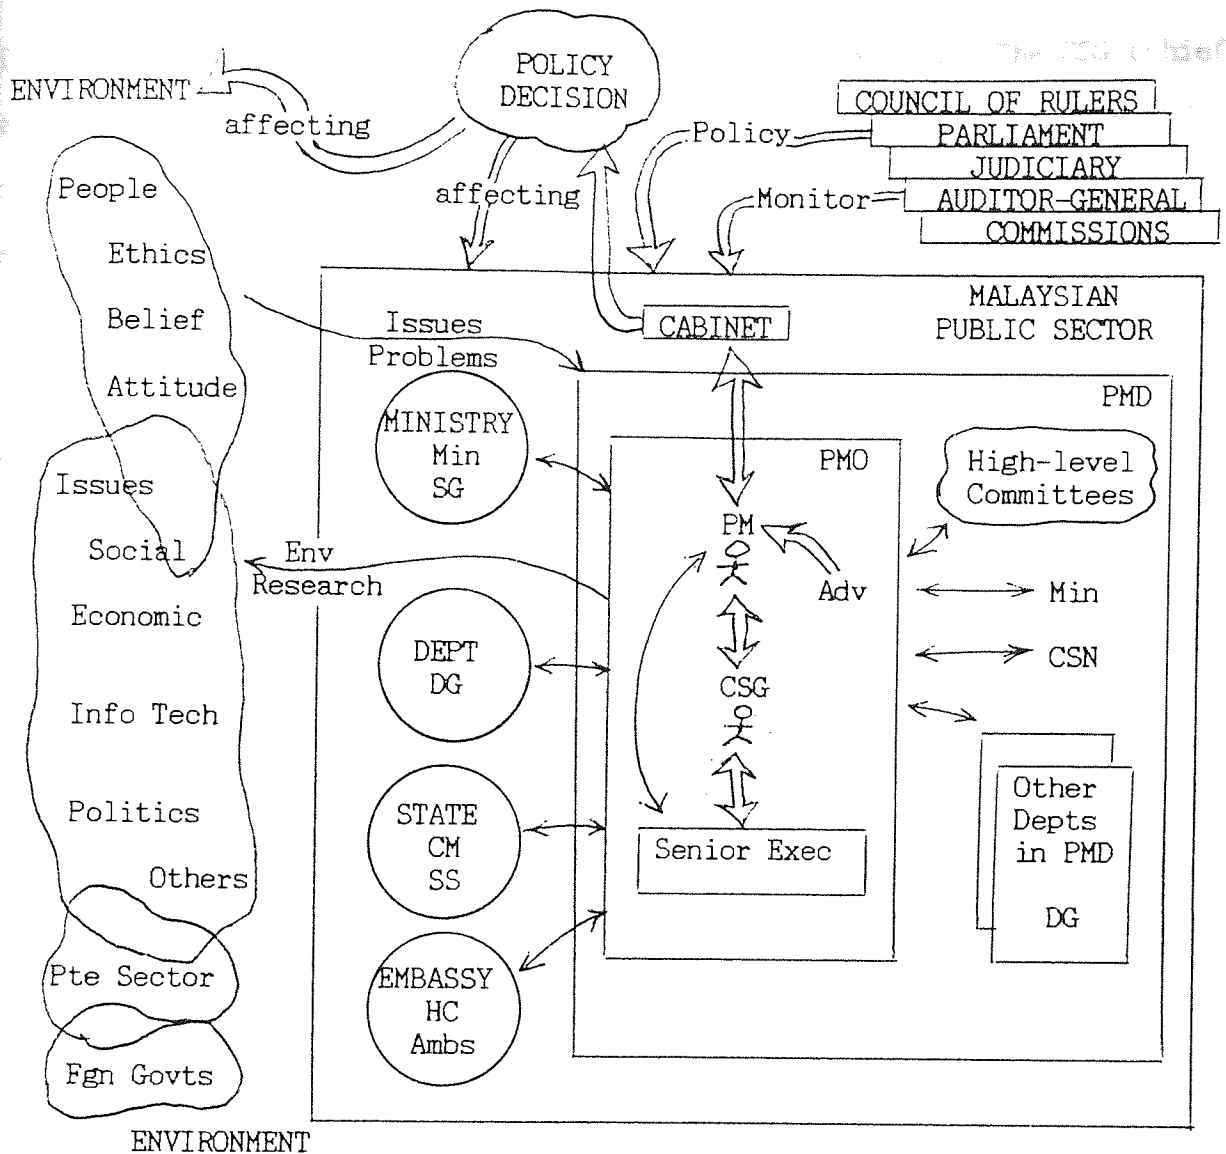 The CSG (chief
POLICY
DECISION
ENVIRONMENT
affecting
affecting
Policy
Monitor
COUNCIL OF RULERS
PARLIAMENT
JUDICIARY
AUDITOR-GENERAL
COMMISSIONS
People
Ethics
Belief
Attitude
Issues
Social
Economic
Info Tech
Politics
Others
Pte Sector
Fgn Govts
ENVIRONMENT
Issues
Problems
Env
Research
CABINET
MALAYSIAN
PUBLIC SECTOR
MINISTRY
Min
SG
DEPT
DG
STATE
CM
SS
EMBASSY
HC
Ambs
PMD
PMO
PM
Adv
CSG
Senior Exec
High-level
Committees
Min
CSN
Other
Depts
in PMD
DG